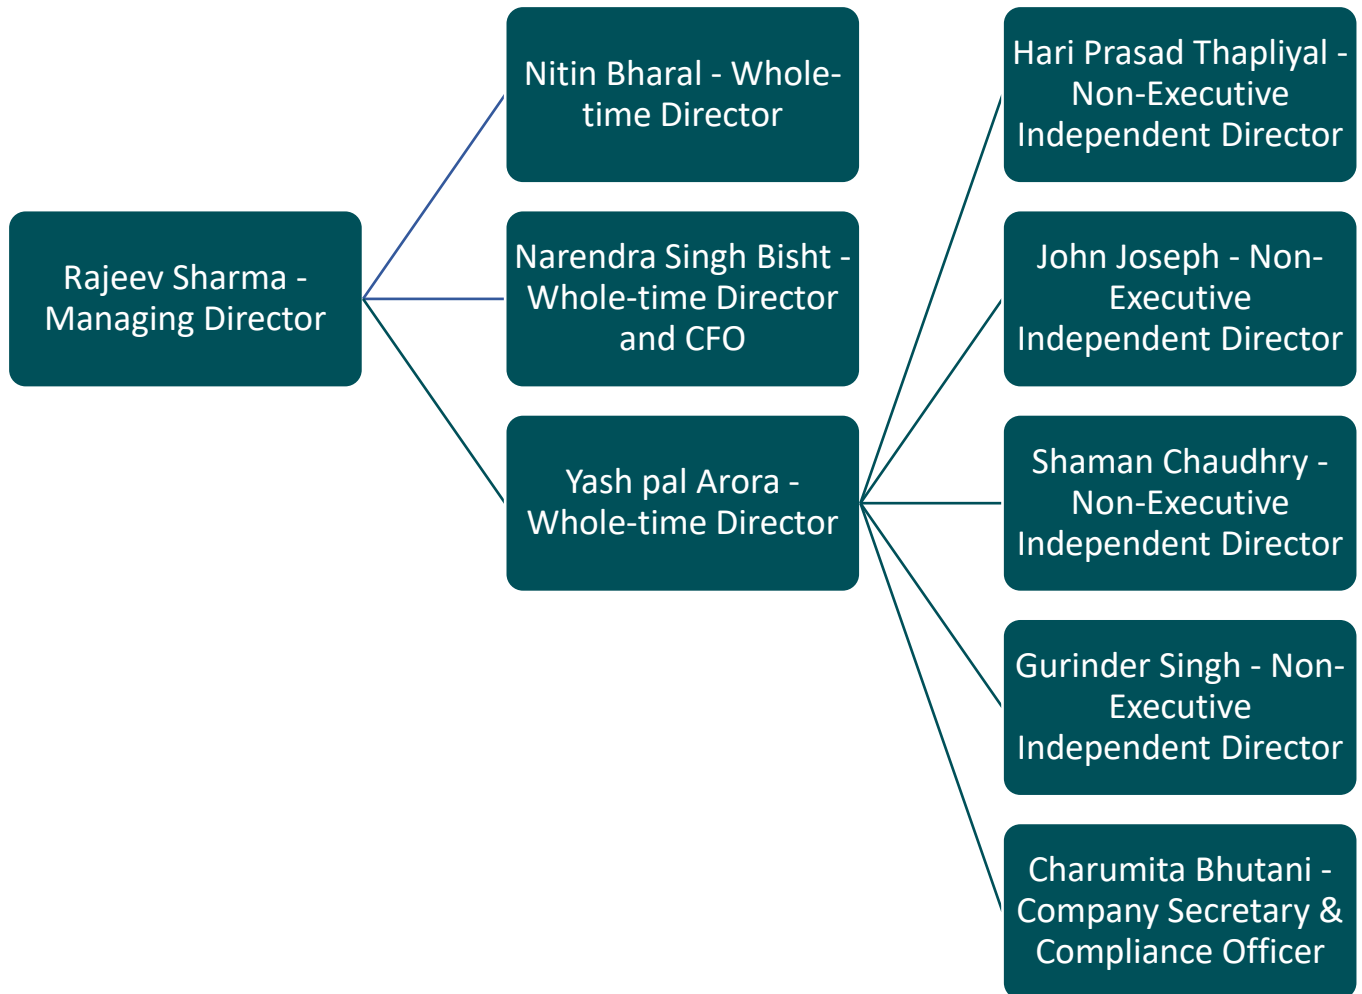 Rajeev Sharma -
Managing Director
Nitin Bharal - Whole-
time Director
Narendra Singh Bisht -
Whole-time Director
and CFO
Yash pal Arora -
Whole-time Director
Hari Prasad Thapliyal -
Non-Executive
Independent Director
John Joseph - Non-
Executive
Independent Director
Shaman Chaudhry -
Non-Executive
Independent Director
Gurinder Singh - Non-
Executive
Independent Director
Charumita Bhutani -
Company Secretary &
Compliance Officer